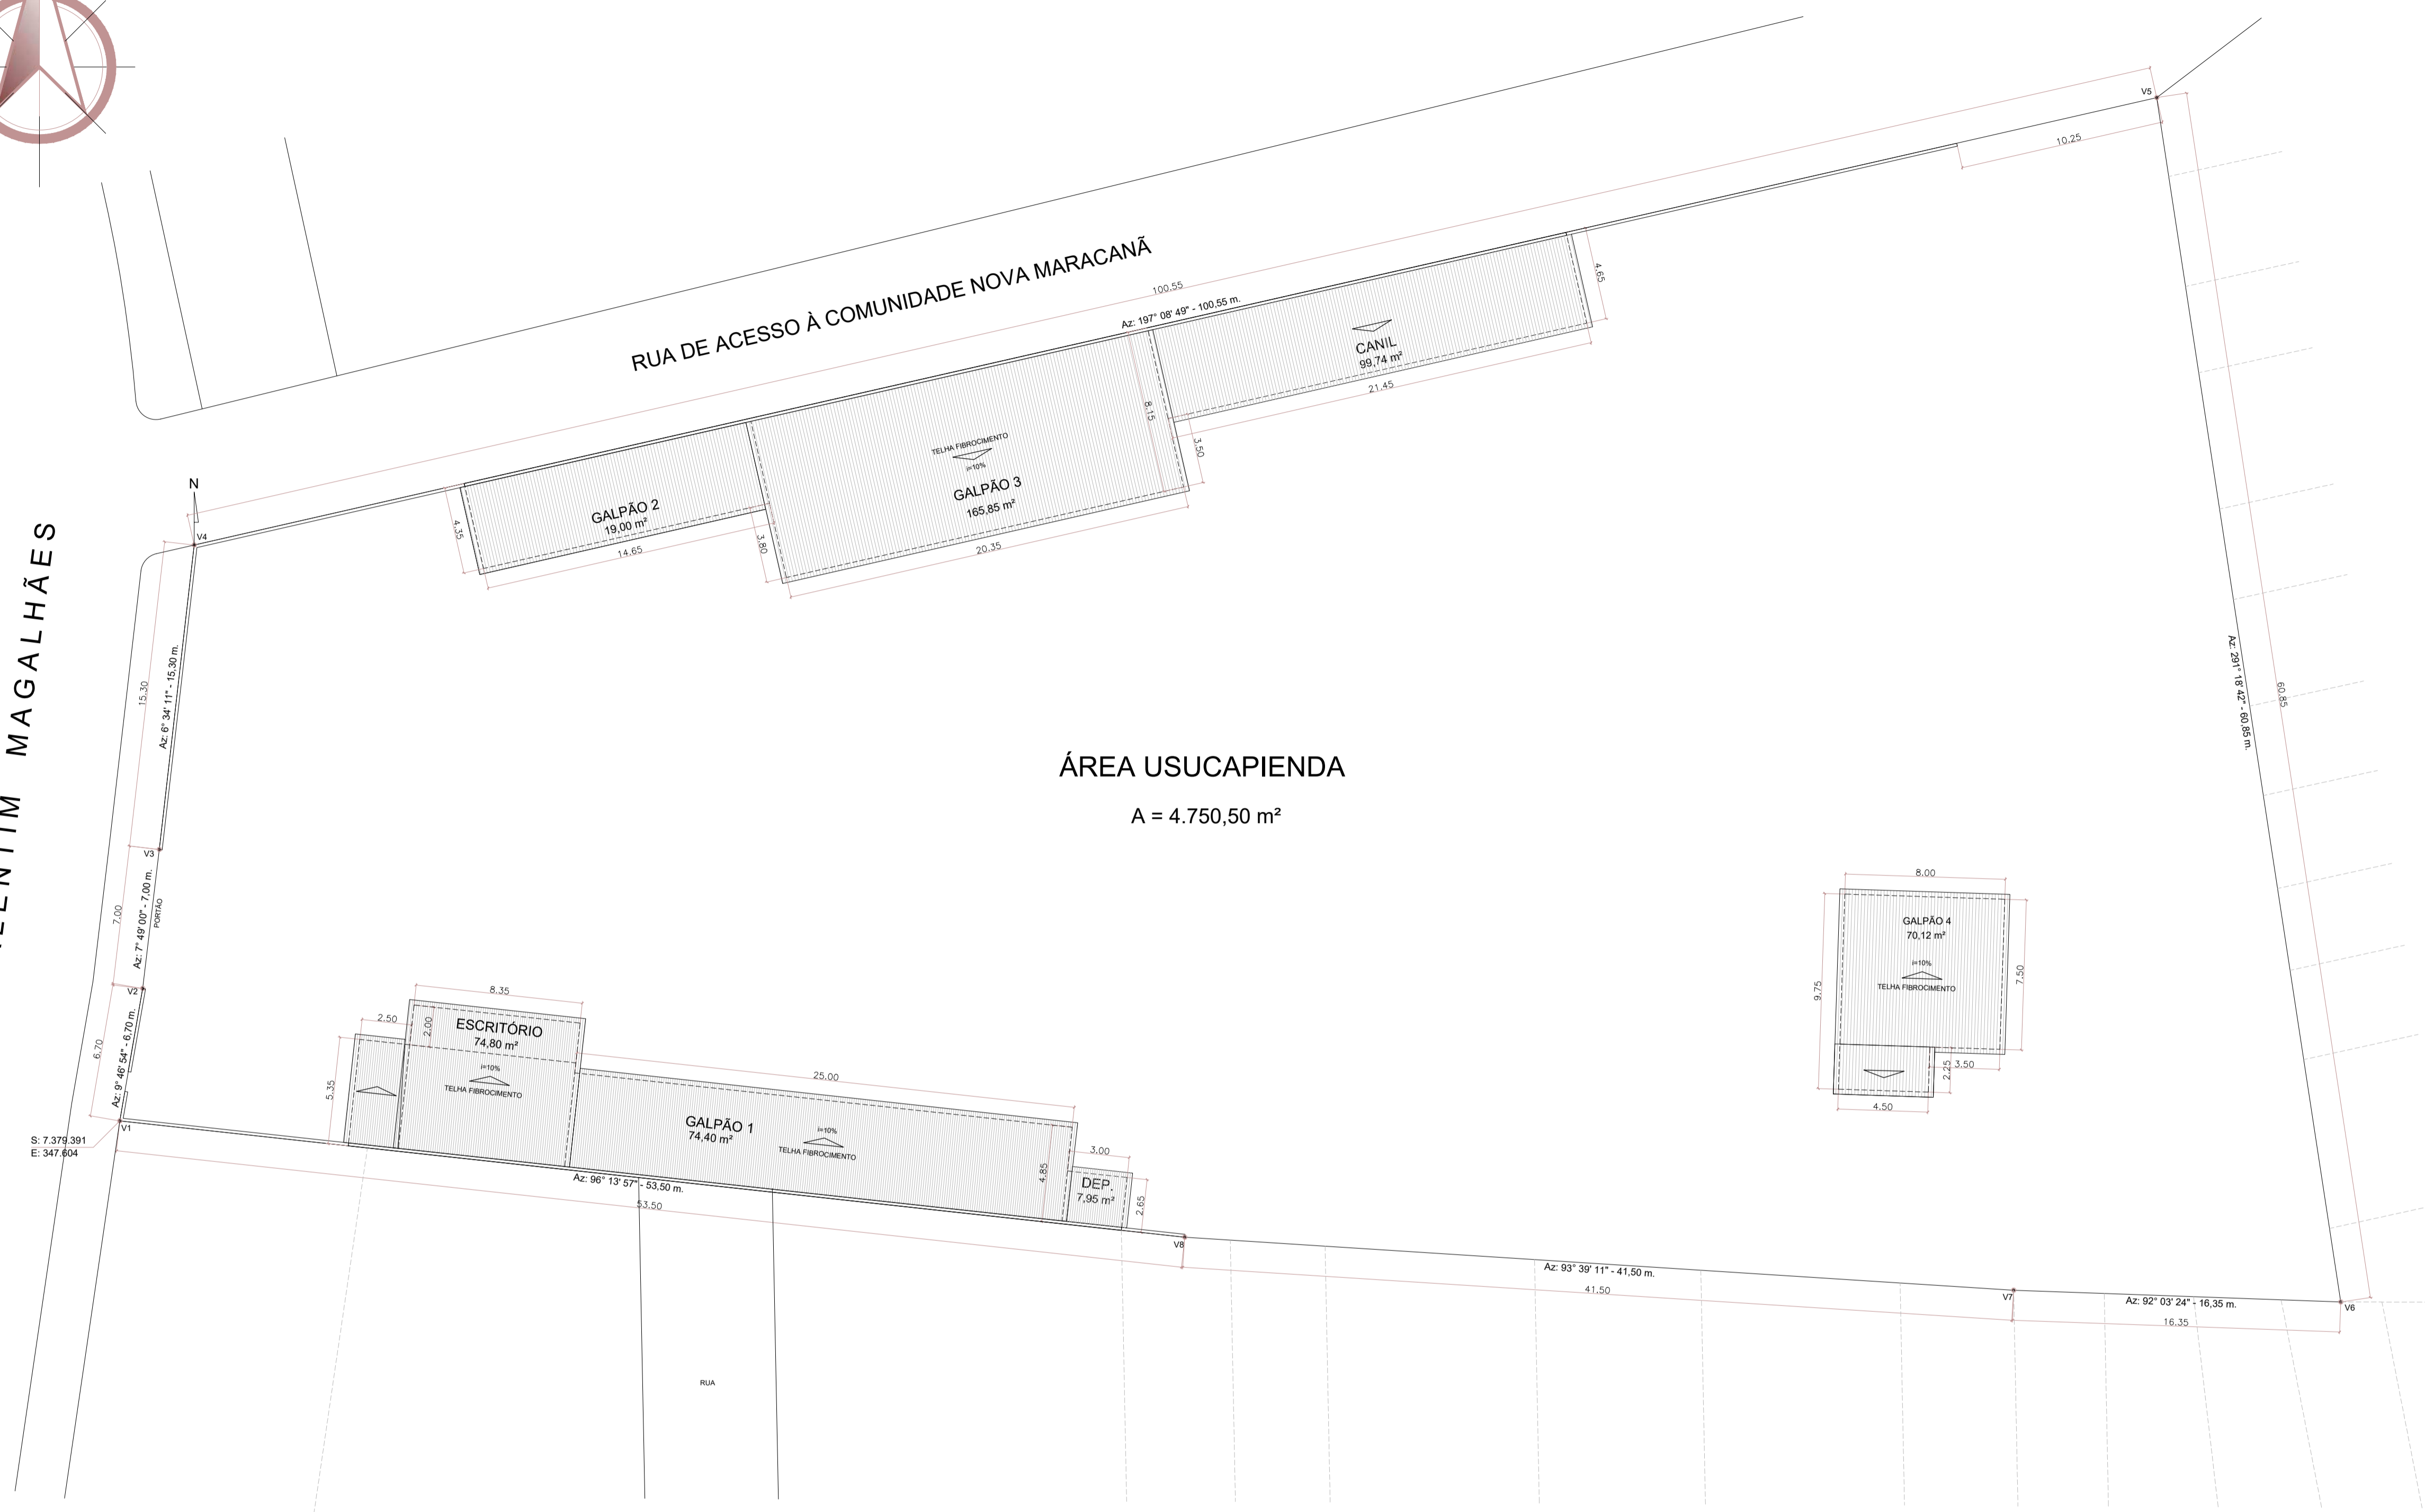 V5
10.25
RUA DE ACESSO À COMUNIDADE NOVA MARACANÃ
100.55
Az: 197° 08' 49" - 100,55 m.
4.65
CANIL
99,74 m²
21.45
8.15
3.50
TELHA FIBROCIMENTO
i=10%
GALPÃO 3
165,85 m²
20.35
GALPÃO 2
19,00 m²
4.35
14.65
3.80
N
V4
MAGALHÃES
15.30
Az: 6° 34' 11" - 15,30 m.
Az: 291° 18' 42" - 60,85 m.
60.85
ÁREA USUCAPIENDA
A = 4.750,50 m²
V3
7.00
Az: 7° 49' 00" - 7,00 m.
PORTÃO
V2
6.70
Az: 9° 46' 54" - 6,70 m.
8.00
GALPÃO 4
70,12 m²
i=10%
TELHA FIBROCIMENTO
9.75
7.50
2.25
3.50
4.50
8.35
2.50
2.00
ESCRITÓRIO
74,80 m²
i=10%
TELHA FIBROCIMENTO
5.35
25.00
GALPÃO 1
74,40 m²
i=10%
TELHA FIBROCIMENTO
4.85
3.00
DEP.
7,95 m²
2.65
V1
S: 7.379.391
E: 347.604
Az: 96° 13' 57" - 53,50 m.
53.50
V8
Az: 93° 39' 11" - 41,50 m.
41.50
V7
Az: 92° 03' 24" - 16,35 m.
16.35
V6
RUA